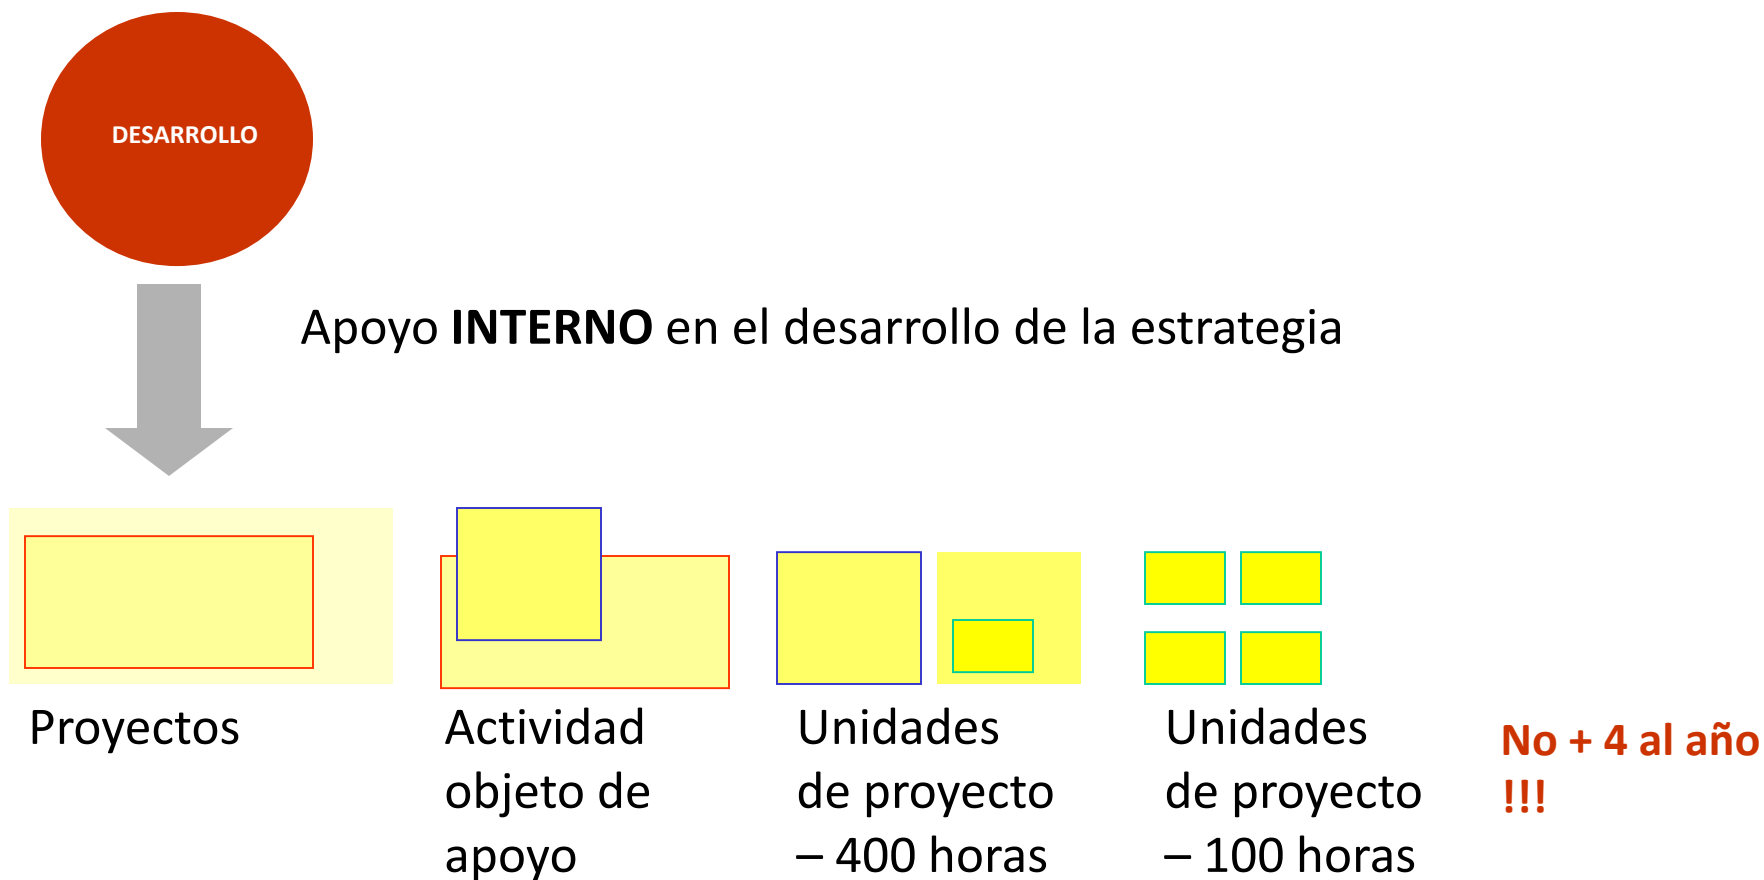 DESARROLLO
Apoyo INTERNO en el desarrollo de la estrategia
Proyectos
Actividad
objeto de
apoyo
Unidades
de proyecto
– 400 horas
Unidades
de proyecto
– 100 horas
No + 4 al año
!!!